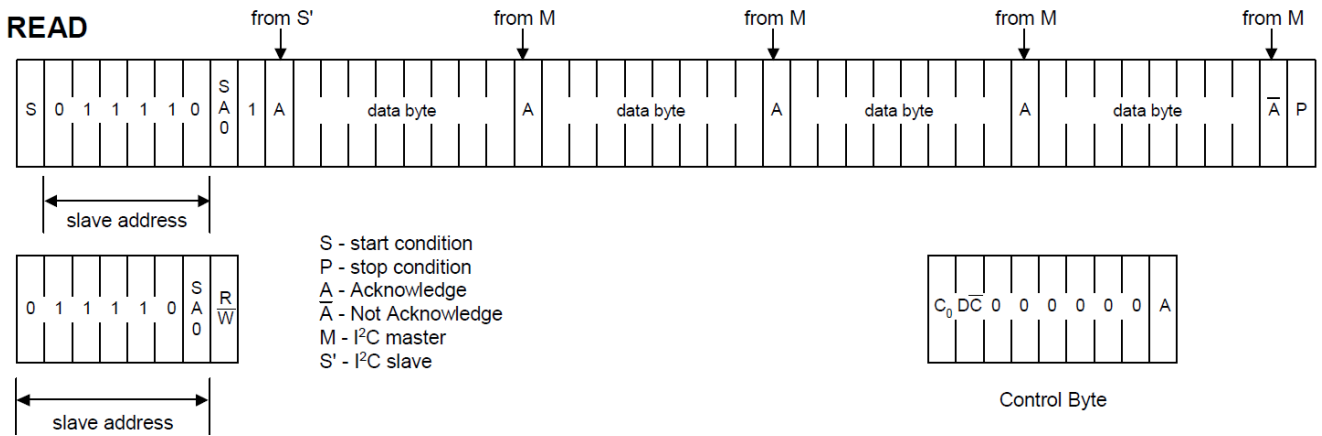 READ
from S' from M from M from M from M
S 0 1 1 1 1 0 SA0 1 A data byte A data byte A data byte A data byte A̅ P
slave address
S - start condition
P - stop condition
A - Acknowledge
A̅ - Not Acknowledge
M - I²C master
S' - I²C slave
0 1 1 1 1 0 SA0 R/W̅
slave address
C₀ DC̅ 0 0 0 0 0 0 A
Control Byte